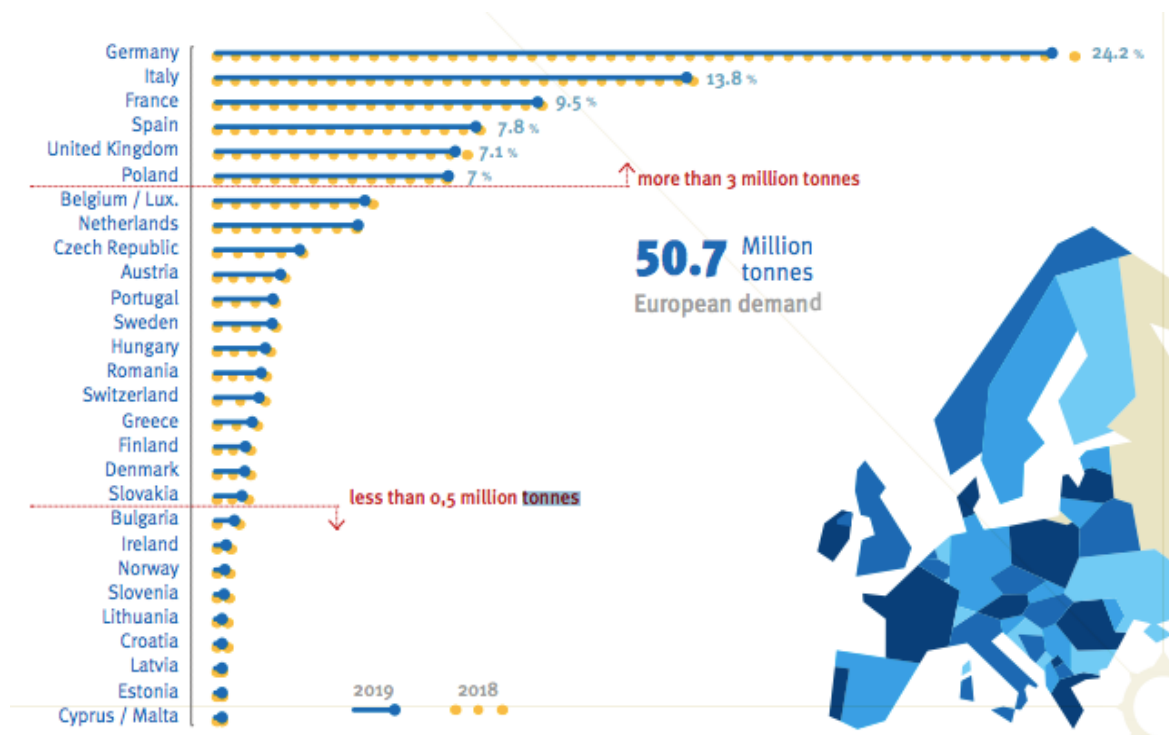 Germany
24.2 %
Italy
13.8 %
France
9.5 %
Spain
7.8 %
United Kingdom
7.1 %
Poland
7 %
more than 3 million tonnes
Belgium / Lux.
Netherlands
Czech Republic
50.7 Million
tonnes
European demand
Austria
Portugal
Sweden
Hungary
Romania
Switzerland
Greece
Finland
Denmark
Slovakia
less than 0,5 million tonnes
Bulgaria
Ireland
Norway
Slovenia
Lithuania
Croatia
Latvia
Estonia
2019 2018
Cyprus / Malta